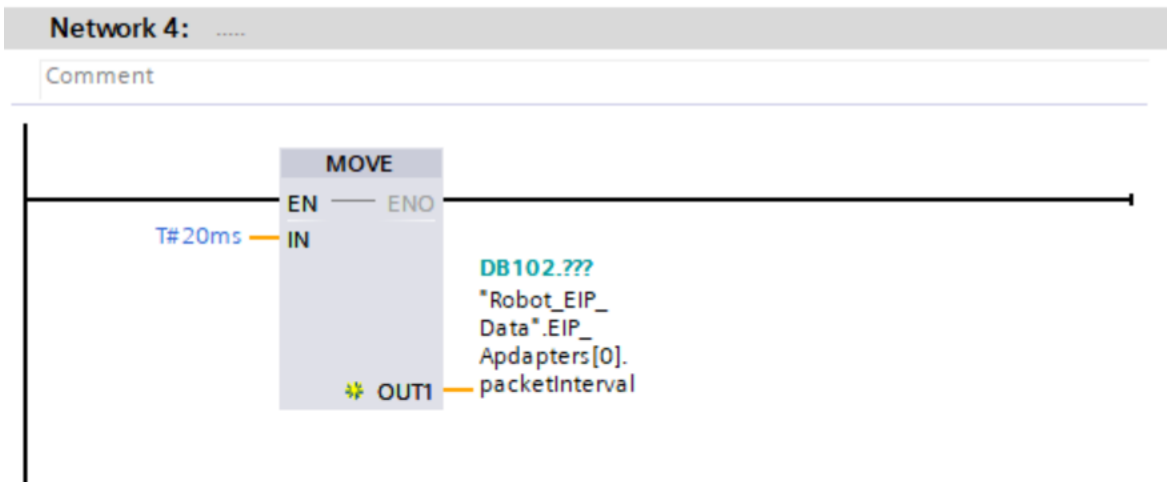 Network 4: .....
Comment
MOVE
EN ENO
T#20ms IN
DB102.???
"Robot_EIP_
Data".EIP_
Apdapters[0].
OUT1 packetInterval